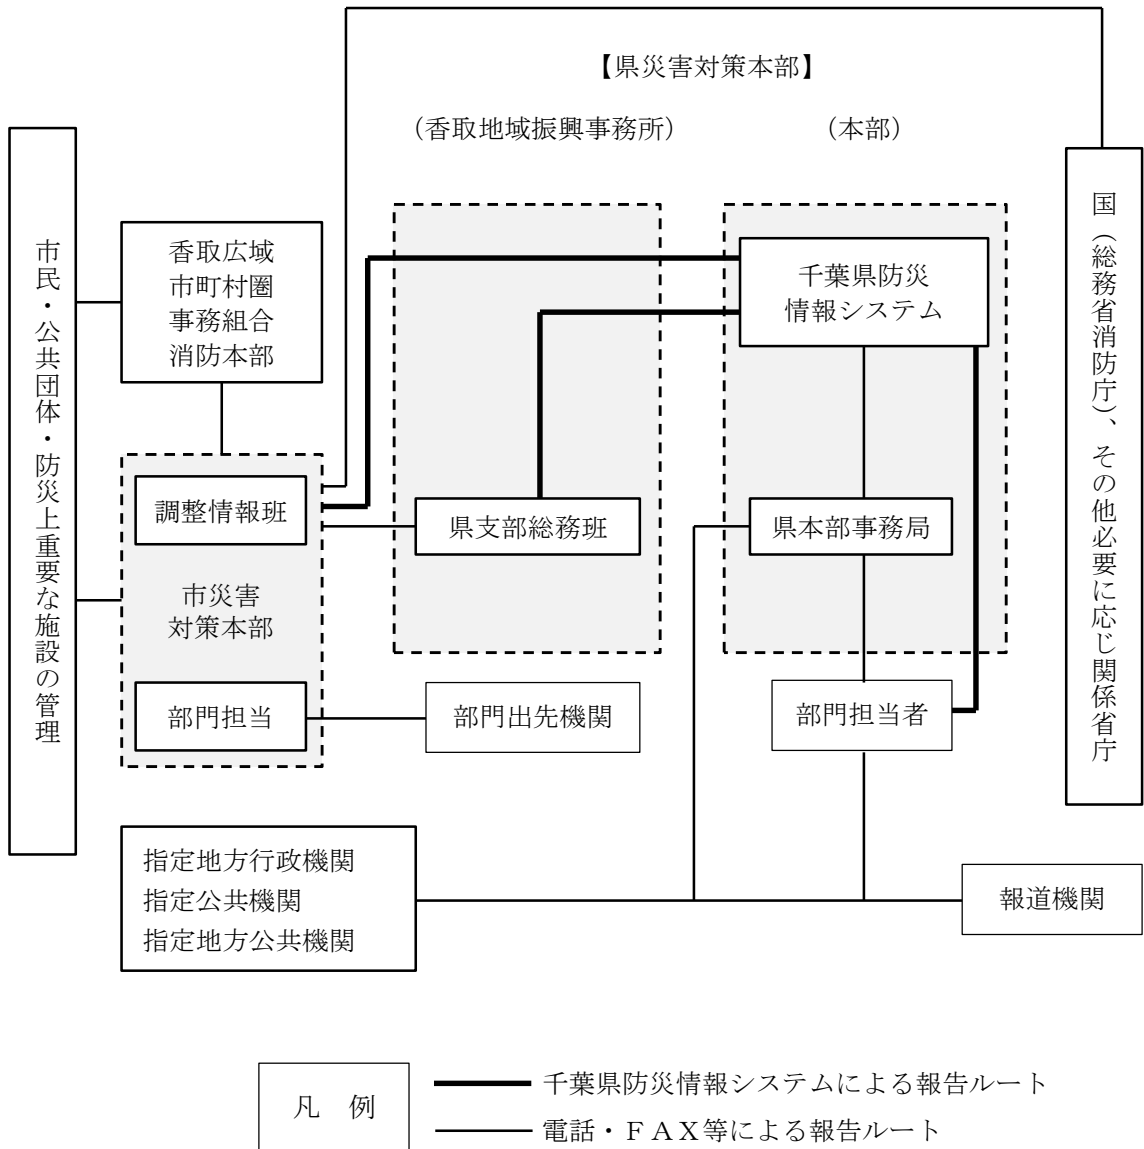 【県災害対策本部】
（香取地域振興事務所）
（本部）
市民・公共団体・防災上重要な施設の管理
香取広域
市町村圏
事務組合
消防本部
千葉県防災
情報システム
国（総務省消防庁）、その他必要に応じ関係省庁
調整情報班
県支部総務班
県本部事務局
市災害
対策本部
部門担当
部門出先機関
部門担当者
指定地方行政機関
指定公共機関
指定地方公共機関
報道機関
凡　例
千葉県防災情報システムによる報告ルート
電話・ＦＡＸ等による報告ルート